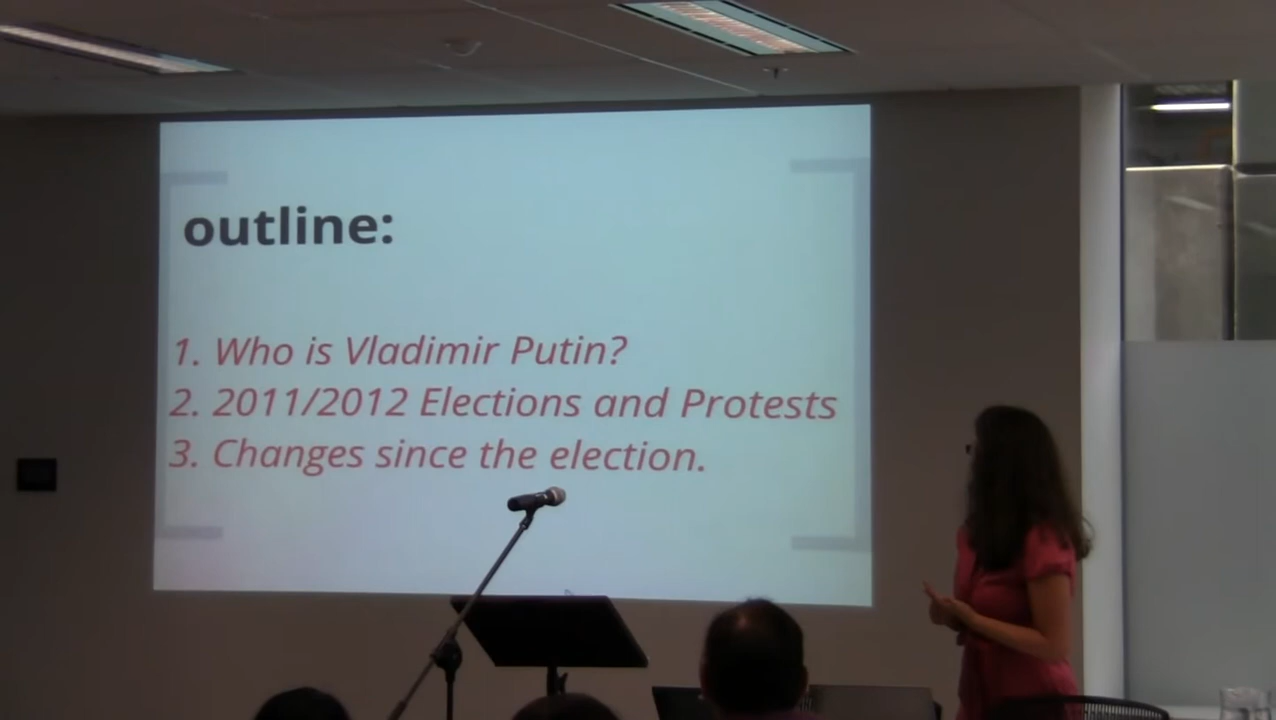 outline:
1. Who is Vladimir Putin?
2. 2011/2012 Elections and Protests
3. Changes since the election.